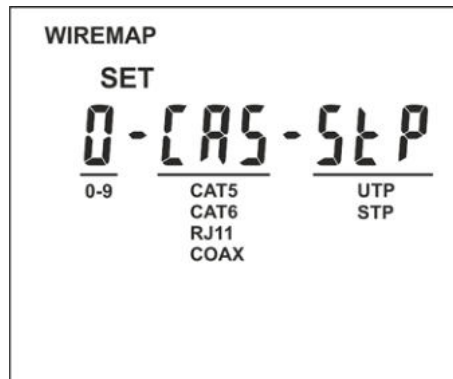 WIREMAP
SET
0-CA5-StP
0-9 CAT5 UTP
CAT6 STP
RJ11
COAX